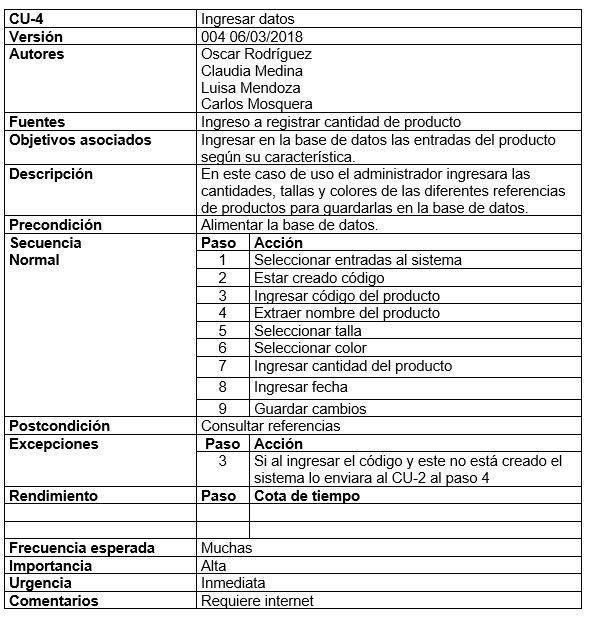 CU-4 Ingresar datos
Versión 004 06/03/2018
Autores Oscar Rodríguez
Claudia Medina
Luisa Mendoza
Carlos Mosquera
Fuentes Ingreso a registrar cantidad de producto
Objetivos asociados Ingresar en la base de datos las entradas del producto
según su característica.
Descripción En este caso de uso el administrador ingresara las
cantidades, tallas y colores de las diferentes referencias
de productos para guardarlas en la base de datos.
Precondición Alimentar la base de datos.
Secuencia Paso Acción
Normal 1 Seleccionar entradas al sistema
2 Estar creado código
3 Ingresar código del producto
4 Extraer nombre del producto
5 Seleccionar talla
6 Seleccionar color
7 Ingresar cantidad del producto
8 Ingresar fecha
9 Guardar cambios
Postcondición Consultar referencias
Excepciones Paso Acción
3 Si al ingresar el código y este no está creado el
sistema lo enviara al CU-2 al paso 4
Rendimiento Paso Cota de tiempo
Frecuencia esperada Muchas
Importancia Alta
Urgencia Inmediata
Comentarios Requiere internet